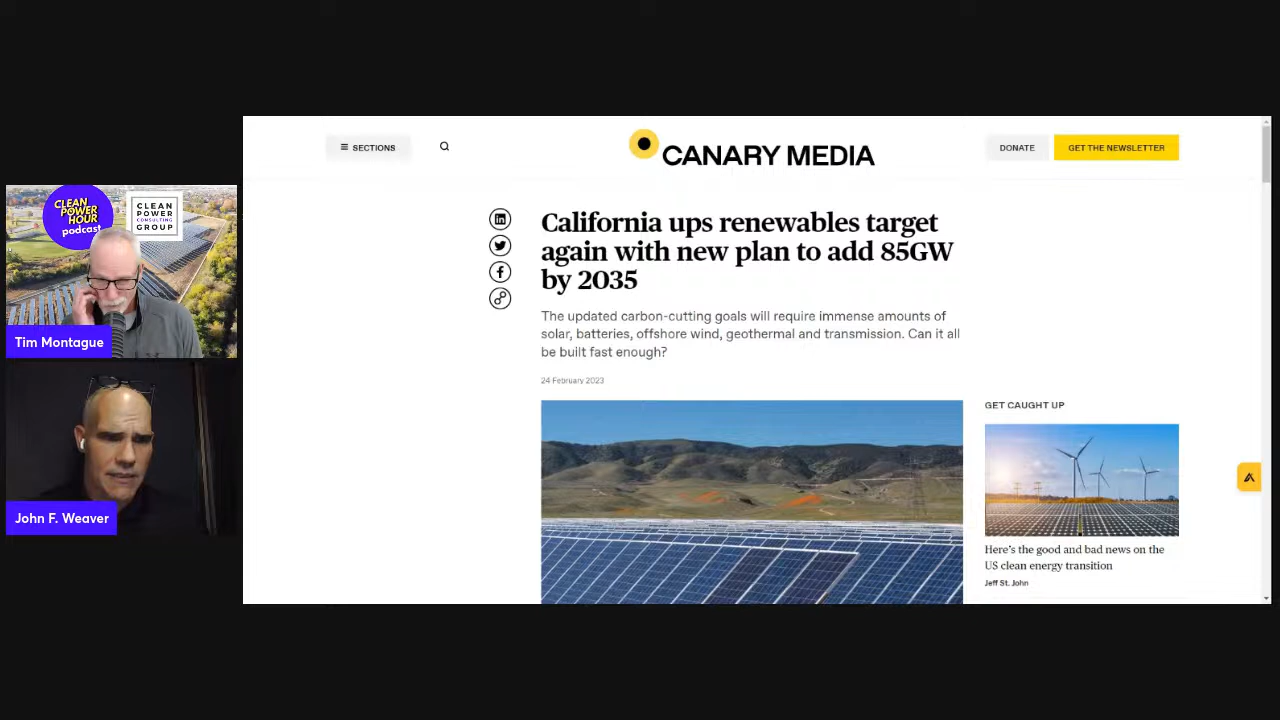 CLEAN
POWER
HOUR
podcast
CLEAN
POWER
CONSULTING
GROUP
Tim Montague
John F. Weaver
SECTIONS
CANARY MEDIA
DONATE
GET THE NEWSLETTER
California ups renewables target
again with new plan to add 85GW
by 2035
The updated carbon-cutting goals will require immense amounts of
solar, batteries, offshore wind, geothermal and transmission. Can it all
be built fast enough?
24 February 2023
GET CAUGHT UP
Here's the good and bad news on the
US clean energy transition
Jeff St. John